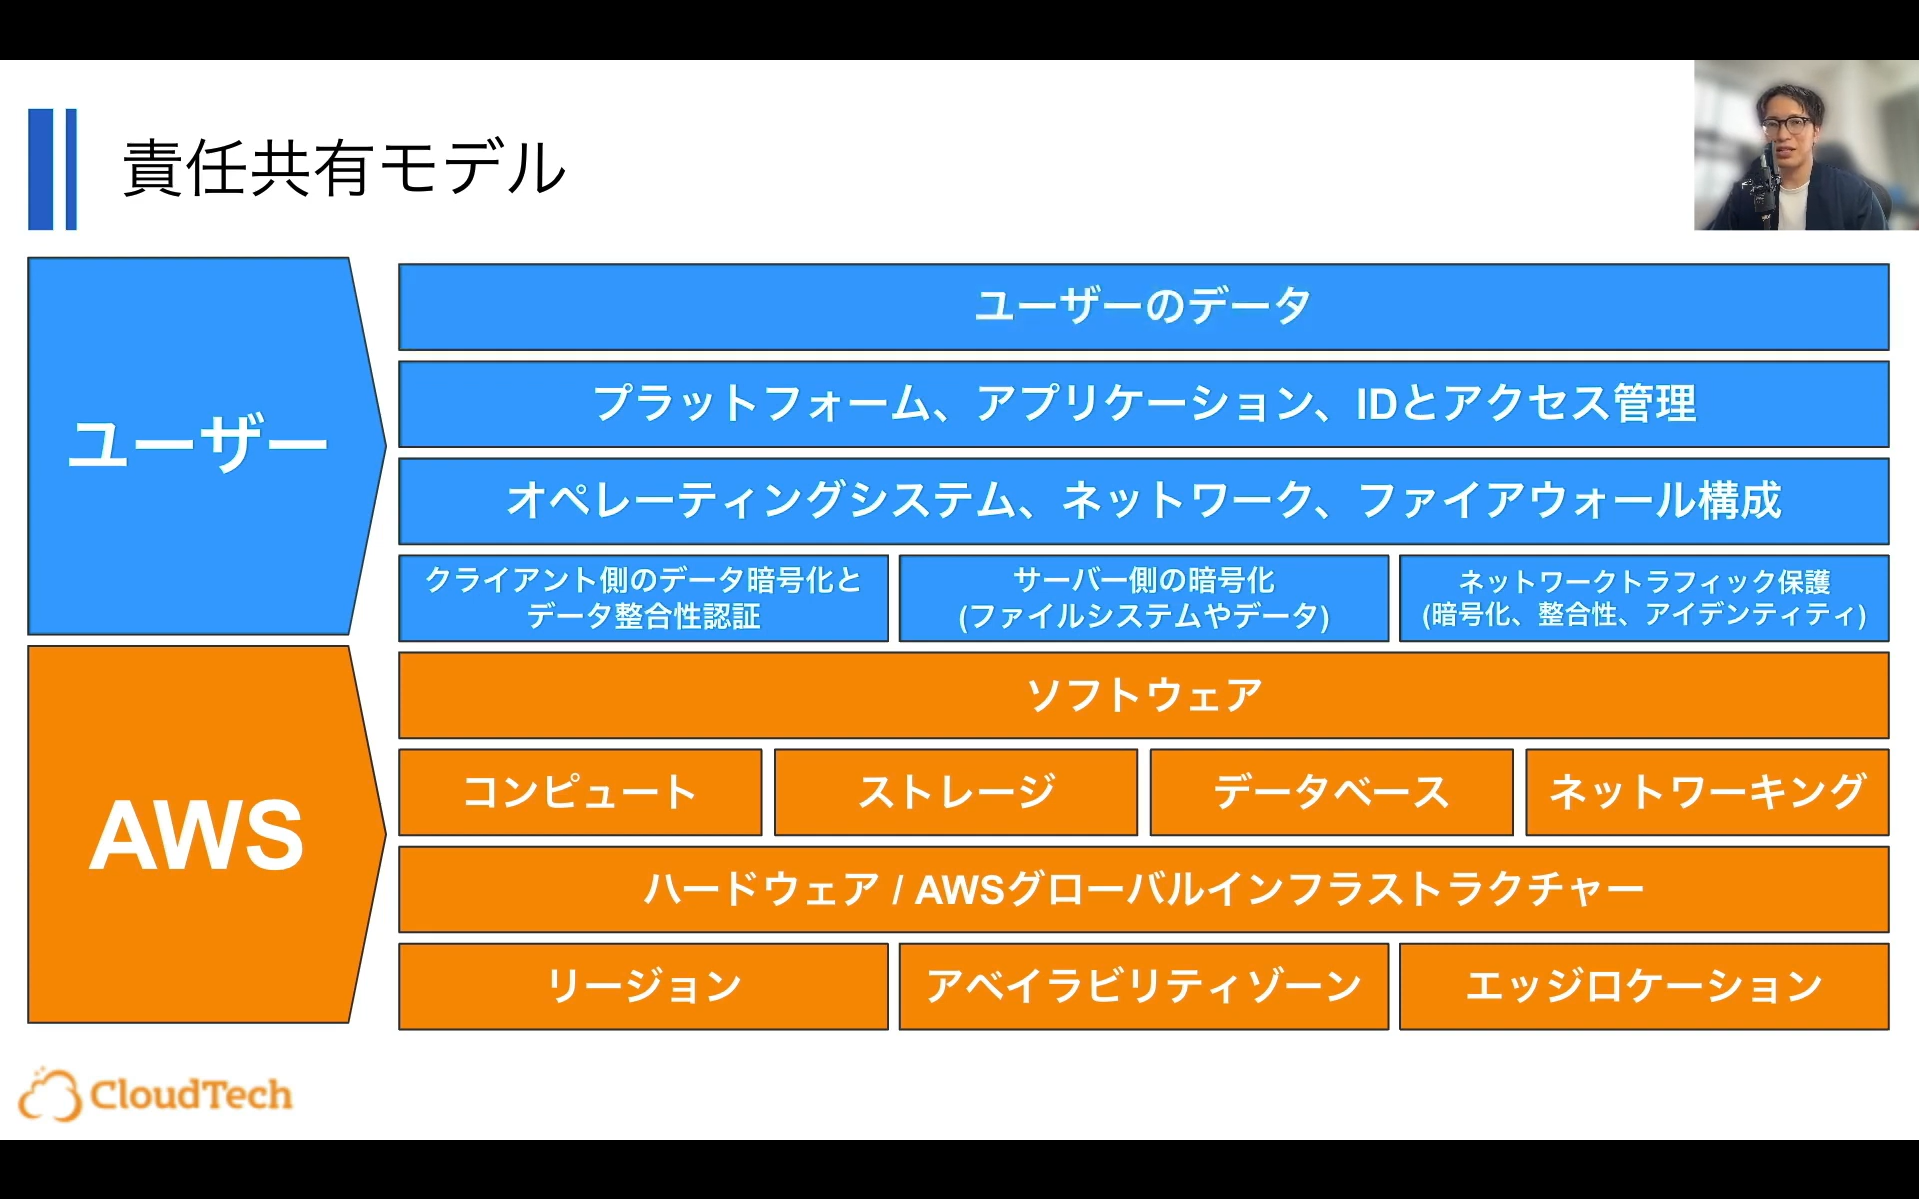 責任共有モデル
ユーザー
ユーザーのデータ
プラットフォーム、アプリケーション、IDとアクセス管理
オペレーティングシステム、ネットワーク、ファイアウォール構成
クライアント側のデータ暗号化と
データ整合性認証
サーバー側の暗号化
(ファイルシステムやデータ)
ネットワークトラフィック保護
(暗号化、整合性、アイデンティティ)
AWS
ソフトウェア
コンピュート
ストレージ
データベース
ネットワーキング
ハードウェア / AWSグローバルインフラストラクチャー
リージョン
アベイラビリティゾーン
エッジロケーション
CloudTech